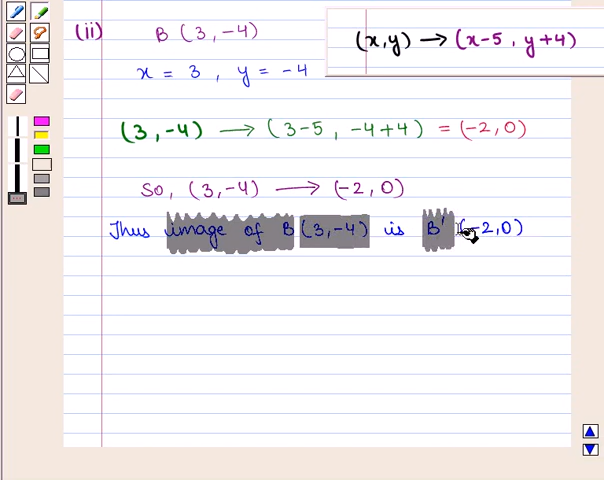 (ii) B (3, -4)
(x,y) → (x-5, y+4)
x = 3 , y = -4
(3, -4) → (3-5 , -4+4) = (-2, 0)
So, (3, -4) → (-2, 0)
Thus image of B (3, -4) is B' (-2, 0)